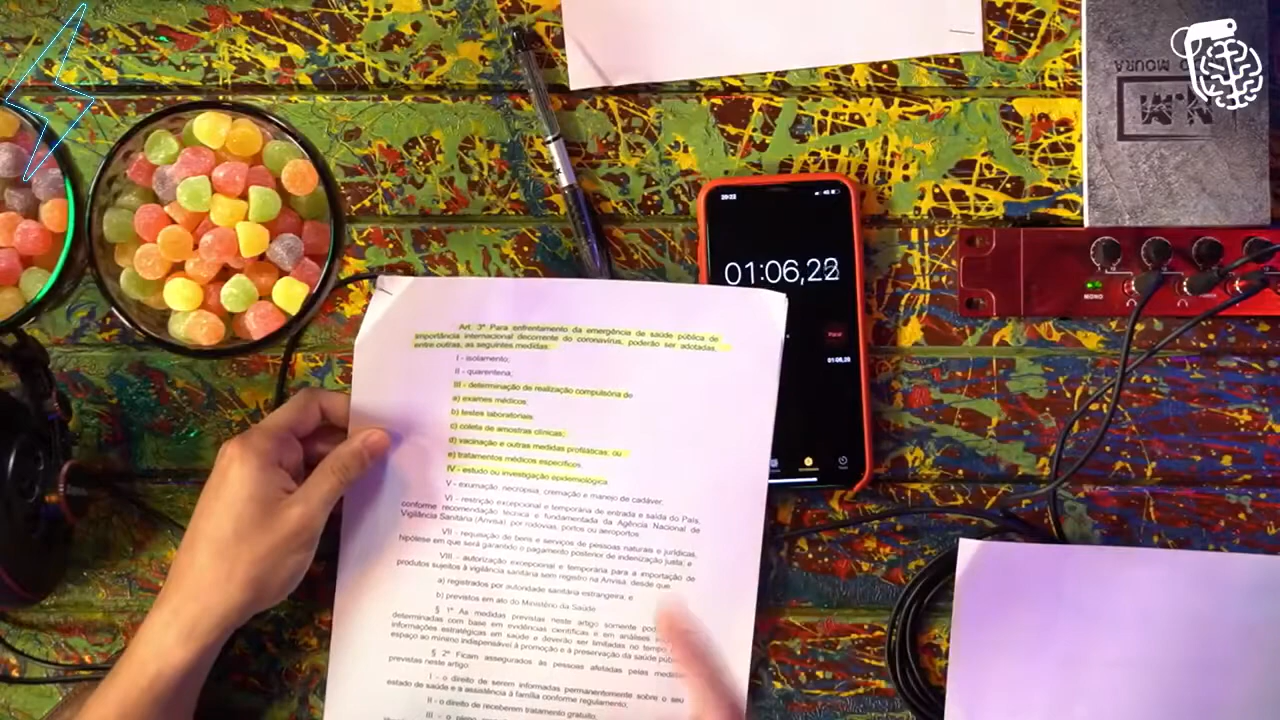 MOURA
20:22
01:06,22
01:06,22
MONO
Art. 3º Para enfrentamento da emergência de saúde pública de
importância internacional decorrente do coronavírus, poderão ser adotadas,
entre outras, as seguintes medidas:
I - isolamento;
II - quarentena;
III - determinação de realização compulsória de
a) exames médicos;
b) testes laboratoriais;
c) coleta de amostras clínicas;
d) vacinação e outras medidas profiláticas; ou
e) tratamentos médicos específicos.
IV - estudo ou investigação epidemiológica
V - exumação, necropsia, cremação e manejo de cadáver.
VI - restrição excepcional e temporária de entrada e saída do País,
conforme recomendação técnica e fundamentada da Agência Nacional de
Vigilância Sanitária (Anvisa), por rodovias, portos ou aeroportos
VII - requisição de bens e serviços de pessoas naturais e jurídicas,
hipótese em que será garantido o pagamento posterior de indenização justa; e
VIII - autorização excepcional e temporária para a importação de
produtos sujeitos à vigilância sanitária sem registro na Anvisa, desde que
a) registrados por autoridade sanitária estrangeira; e
b) previstos em ato do Ministério da Saúde
§ 1º As medidas previstas neste artigo somente
determinadas com base em evidências científicas e em análises
informações estratégicas em saúde e deverão ser limitadas no tempo
espaço ao mínimo indispensável à promoção e à preservação da saúde
§ 2º Ficam assegurados às pessoas afetadas pelas
previstas neste artigo
I - o direito de serem informadas permanentemente sobre o seu
estado de saúde e a assistência à família conforme regulamento;
II - o direito de receberem tratamento gratuito,
III - o